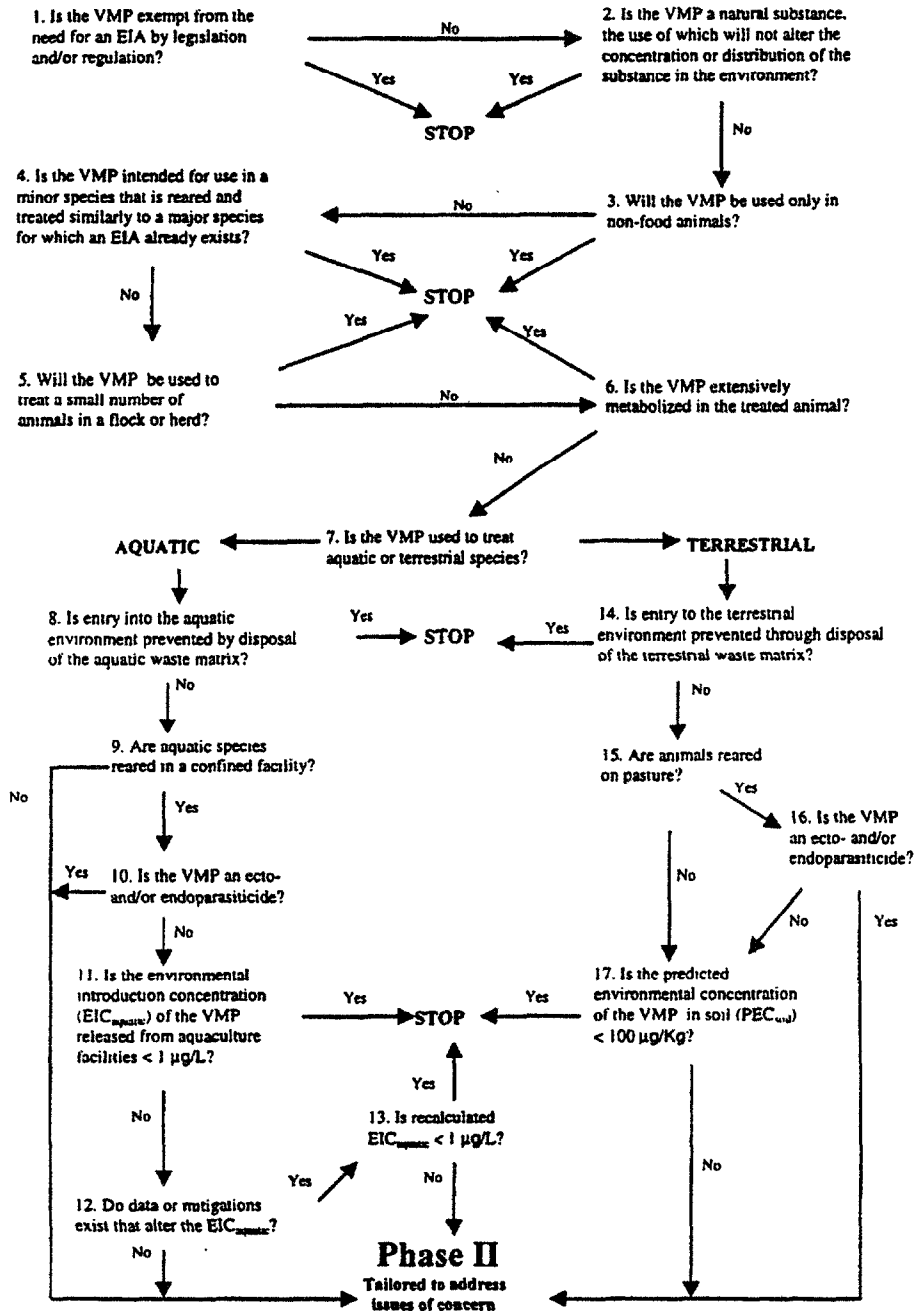 1. Is the VMP exempt from the
need for an EIA by legislation
and/or regulation?
No
2. Is the VMP a natural substance,
the use of which will not alter the
concentration or distribution of the
substance in the environment?
Yes
Yes
STOP
No
4. Is the VMP intended for use in a
minor species that is reared and
treated similarly to a major species
for which an EIA already exists?
No
3. Will the VMP be used only in
non-food animals?
Yes
Yes
No
STOP
Yes
Yes
5. Will the VMP be used to
treat a small number of
animals in a flock or herd?
No
6. Is the VMP extensively
metabolized in the treated animal?
No
AQUATIC
7. Is the VMP used to treat
aquatic or terrestrial species?
TERRESTRIAL
8. Is entry into the aquatic
environment prevented by disposal
of the aquatic waste matrix?
Yes
STOP
Yes
14. Is entry to the terrestrial
environment prevented through disposal
of the terrestrial waste matrix?
No
No
9. Are aquatic species
reared in a confined facility?
15. Are animals reared
on pasture?
No
Yes
Yes
16. Is the VMP
an ecto- and/or
endoparasiticide?
Yes
10. Is the VMP an ecto-
and/or endoparasiticide?
No
No
No
Yes
11. Is the environmental
introduction concentration
(EICaquatic) of the VMP
released from aquaculture
facilities < 1 µg/L?
Yes
STOP
Yes
17. Is the predicted
environmental concentration
of the VMP in soil (PECsoil)
< 100 µg/Kg?
Yes
No
13. Is recalculated
EICaquatic < 1 µg/L?
No
Yes
No
12. Do data or mitigations
exist that alter the EICaquatic?
No
Phase II
Tailored to address
issues of concern